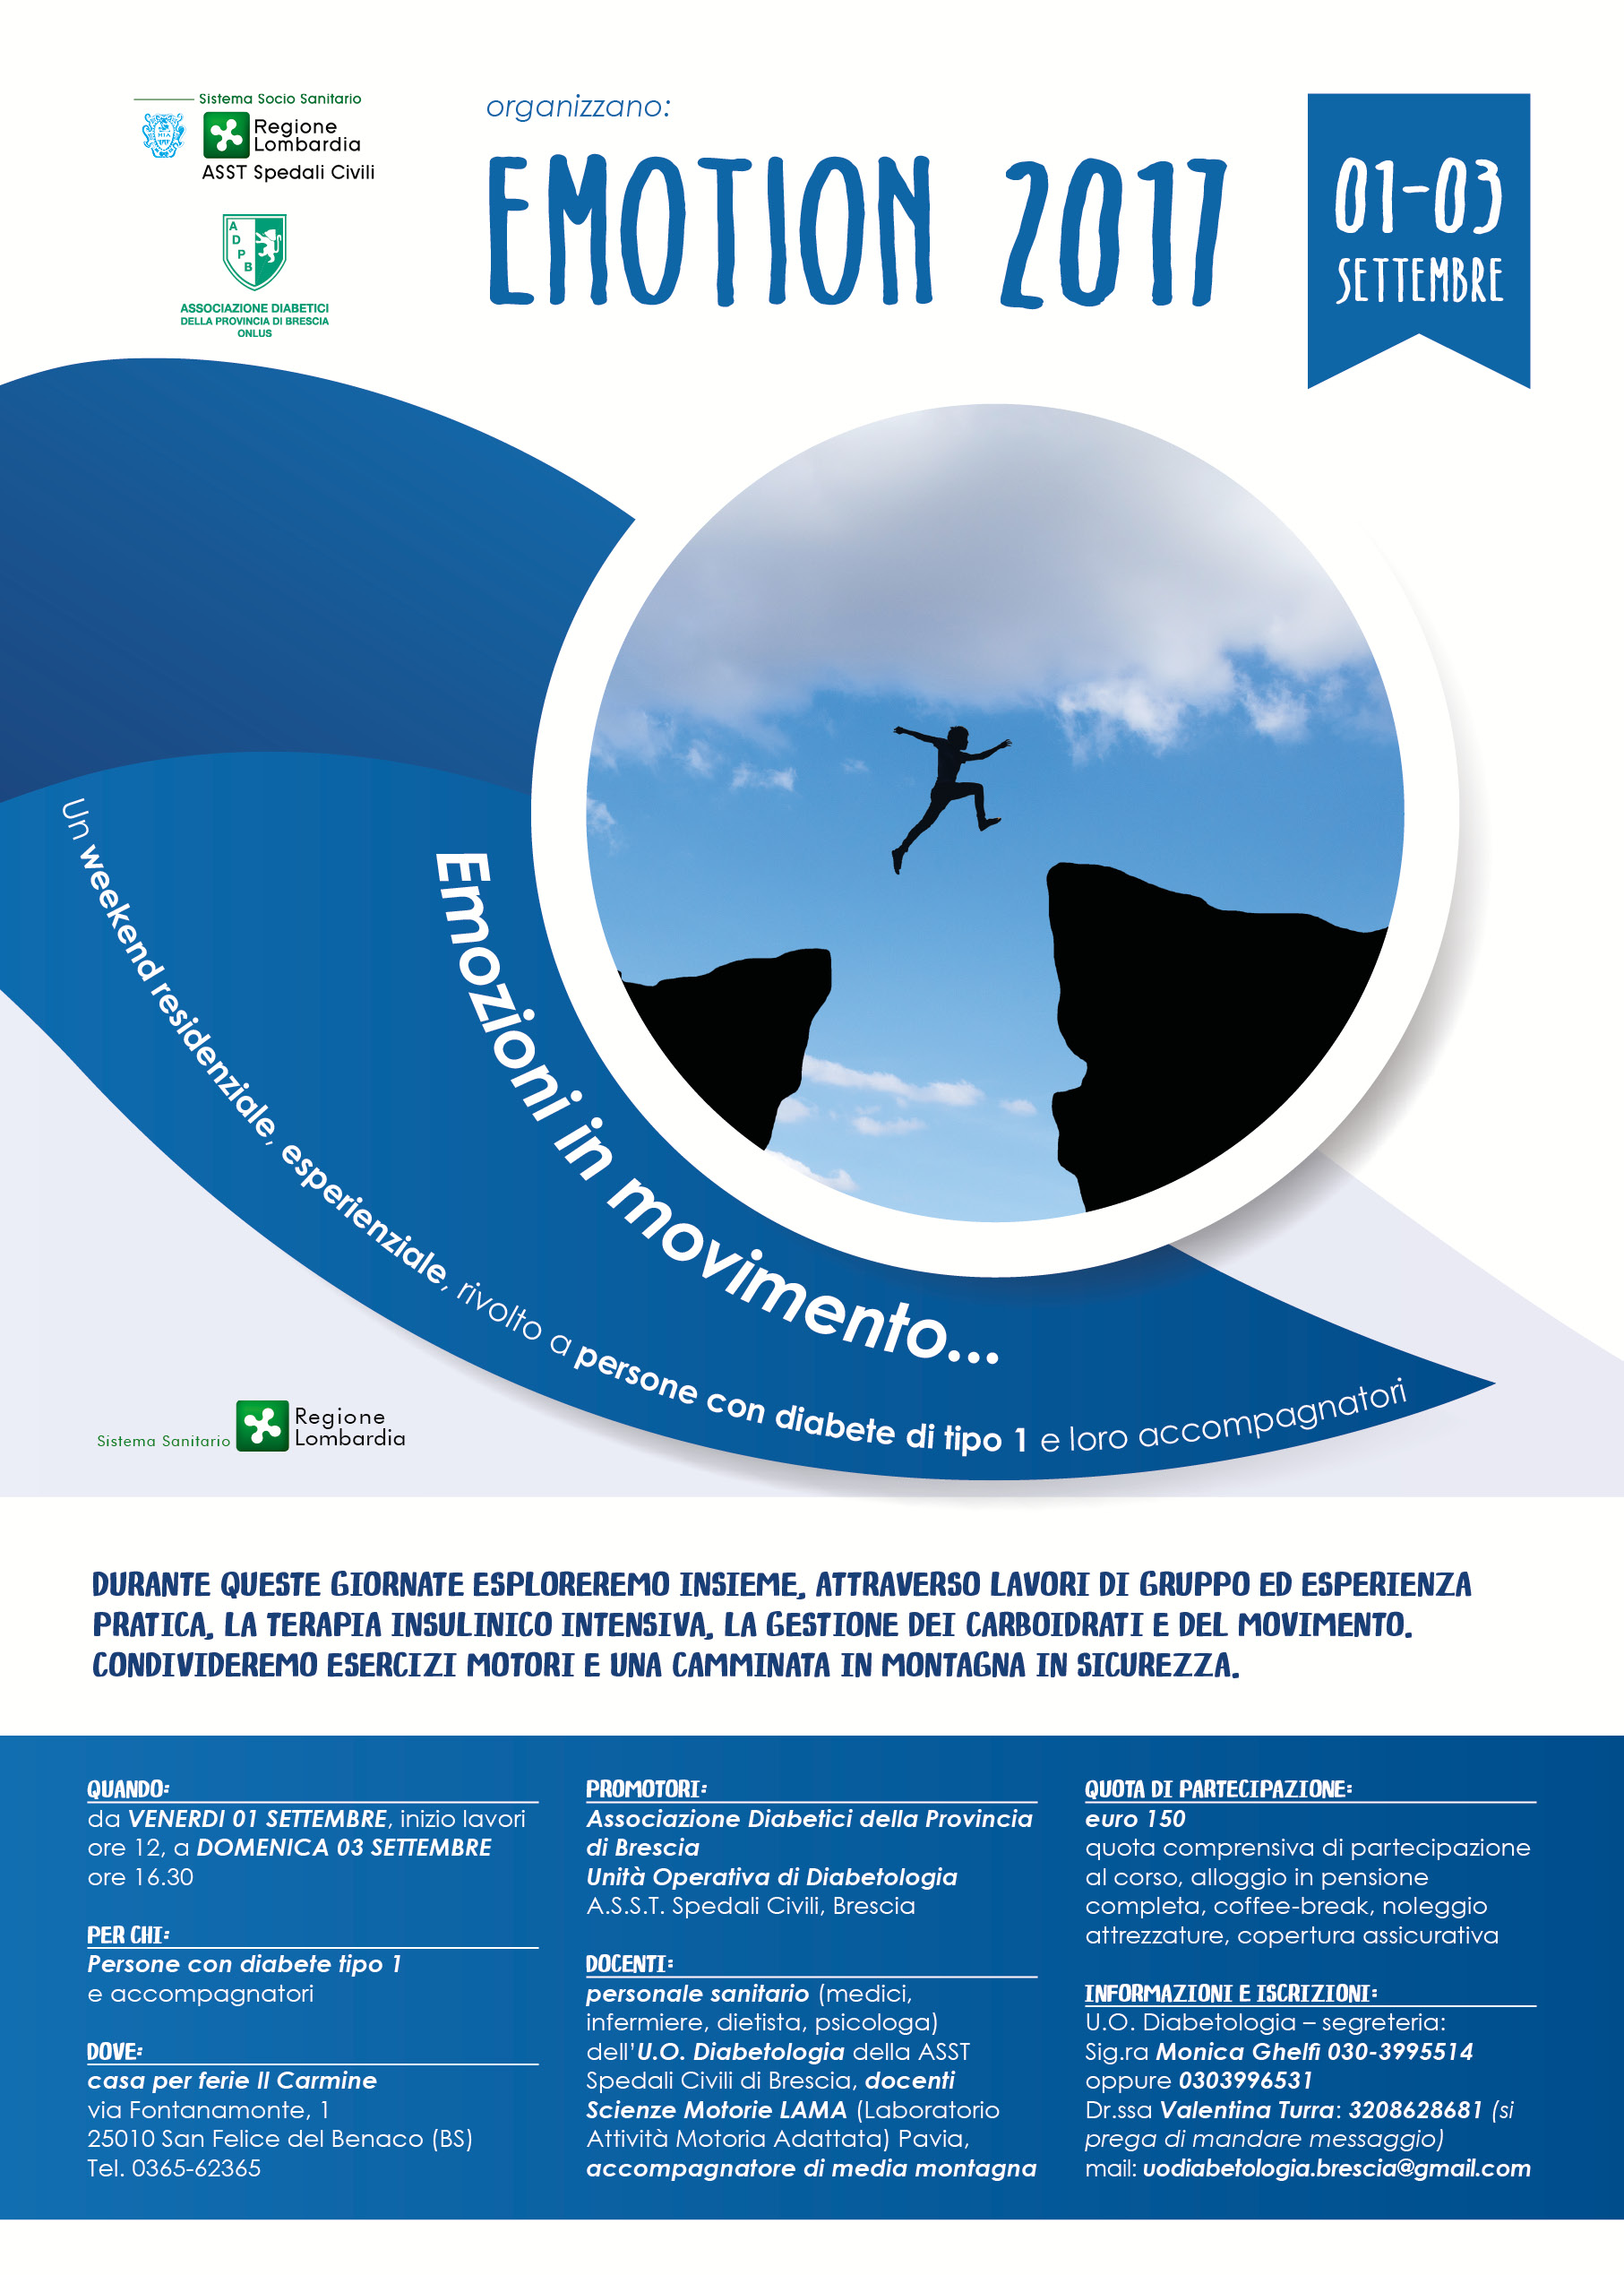 Sistema Socio Sanitario
Regione
Lombardia
ASST Spedali Civili
A
D
P
B
ASSOCIAZIONE DIABETICI
DELLA PROVINCIA DI BRESCIA
ONLUS
organizzano:
EMOTION 2017
01-03
SETTEMBRE
Emozioni in movimento...
Un weekend residenziale, esperienziale, rivolto a persone con diabete di tipo 1 e loro accompagnatori
Sistema Sanitario
Regione
Lombardia
DURANTE QUESTE GIORNATE ESPLOREREMO INSIEME, ATTRAVERSO LAVORI DI GRUPPO ED ESPERIENZA
PRATICA, LA TERAPIA INSULINICO INTENSIVA, LA GESTIONE DEI CARBOIDRATI E DEL MOVIMENTO.
CONDIVIDEREMO ESERCIZI MOTORI E UNA CAMMINATA IN MONTAGNA IN SICUREZZA.
QUANDO:
da VENERDI 01 SETTEMBRE, inizio lavori
ore 12, a DOMENICA 03 SETTEMBRE
ore 16.30
PER CHI:
Persone con diabete tipo 1
e accompagnatori
DOVE:
casa per ferie Il Carmine
via Fontanamonte, 1
25010 San Felice del Benaco (BS)
Tel. 0365-62365
PROMOTORI:
Associazione Diabetici della Provincia
di Brescia
Unità Operativa di Diabetologia
A.S.S.T. Spedali Civili, Brescia
DOCENTI:
personale sanitario (medici,
infermiere, dietista, psicologa)
dell'U.O. Diabetologia della ASST
Spedali Civili di Brescia, docenti
Scienze Motorie LAMA (Laboratorio
Attività Motoria Adattata) Pavia,
accompagnatore di media montagna
QUOTA DI PARTECIPAZIONE:
euro 150
quota comprensiva di partecipazione
al corso, alloggio in pensione
completa, coffee-break, noleggio
attrezzature, copertura assicurativa
INFORMAZIONI E ISCRIZIONI:
U.O. Diabetologia – segreteria:
Sig.ra Monica Ghelfi 030-3995514
oppure 0303996531
Dr.ssa Valentina Turra: 3208628681 (si
prega di mandare messaggio)
mail: uodiabetologia.brescia@gmail.com